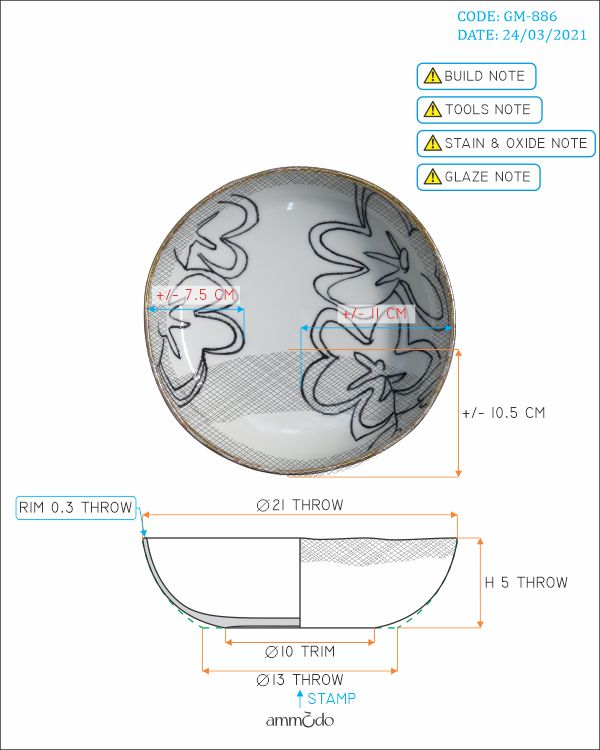 CODE: GM-886
DATE: 24/03/2021
BUILD NOTE
TOOLS NOTE
STAIN & OXIDE NOTE
GLAZE NOTE
+/- 7.5 CM
+/- 11 CM
+/- 10.5 CM
RIM 0.3 THROW
Ø21 THROW
H 5 THROW
Ø10 TRIM
Ø13 THROW
STAMP
ammedo